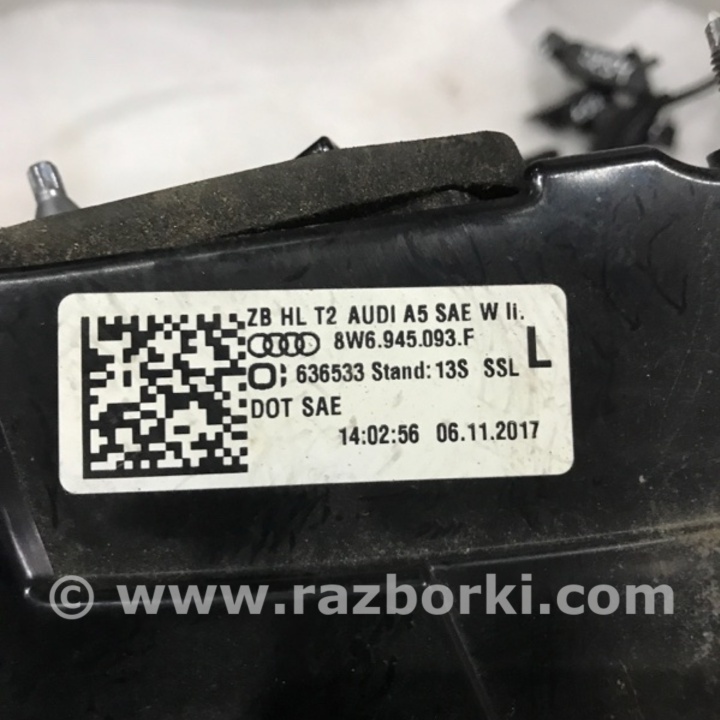 ZB HL T2 AUDI A5 SAE W li.
8W6.945.093.F
L
636533 Stand: 13S SSL
DOT SAE
14:02:56 06.11.2017
© www.razborki.com